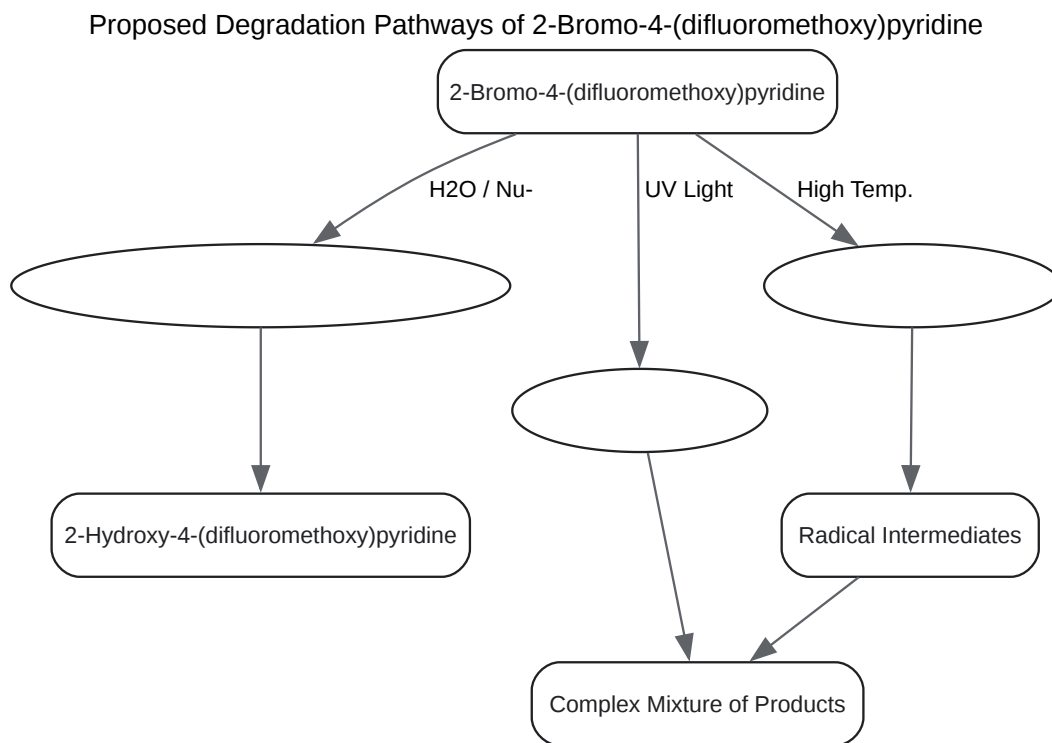 Proposed Degradation Pathways of 2-Bromo-4-(difluoromethoxy)pyridine
2-Bromo-4-(difluoromethoxy)pyridine
H2O / Nu-
UV Light
High Temp.
2-Hydroxy-4-(difluoromethoxy)pyridine
Radical Intermediates
Complex Mixture of Products